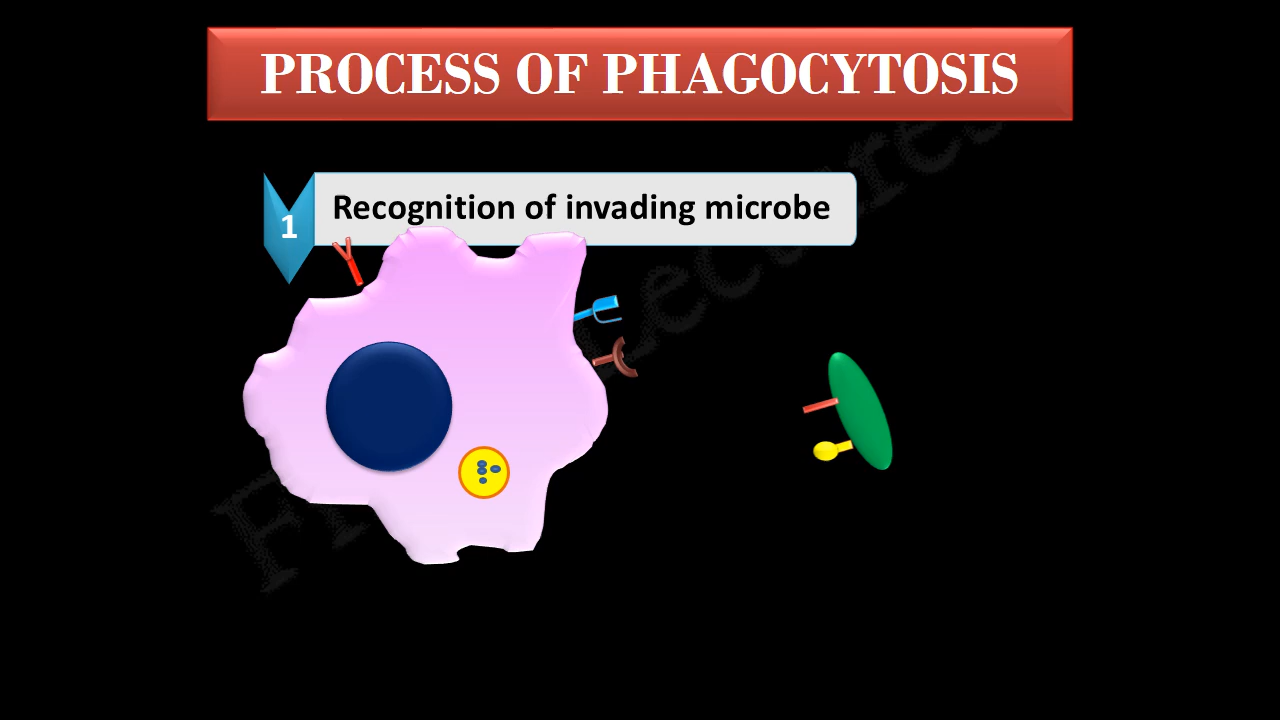 PROCESS OF PHAGOCYTOSIS
1
Recognition of invading microbe